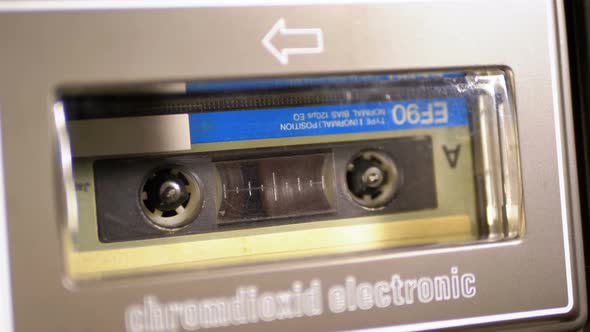 EF90
TYPE I (NORMAL) POSITION
NORMAL BIAS 120µs EQ
A
chromdioxid electronic